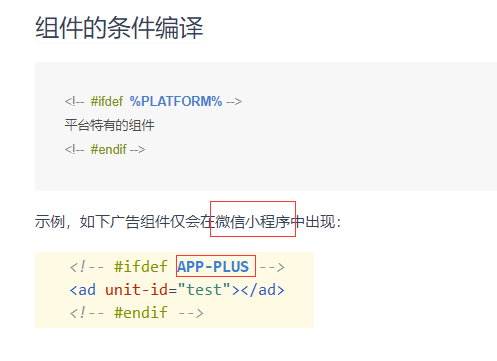 组件的条件编译
<!-- #ifdef %PLATFORM% -->
平台特有的组件
<!-- #endif -->
示例，如下广告组件仅会在微信小程序中出现：
<!-- #ifdef APP-PLUS -->
<ad unit-id="test"></ad>
<!-- #endif -->